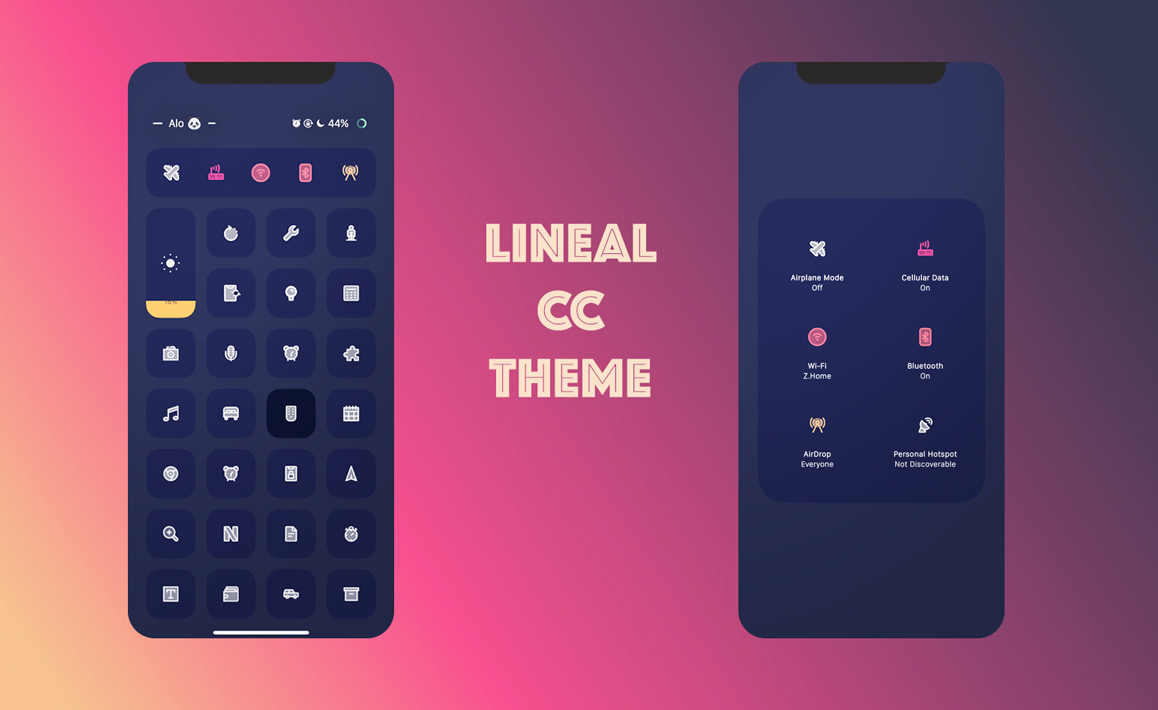 — Alo 🐼 —
44%
15%
LINEAL
CC
THEME
Airplane Mode
Off
Cellular Data
On
Wi-Fi
Z.Home
Bluetooth
On
AirDrop
Everyone
Personal Hotspot
Not Discoverable